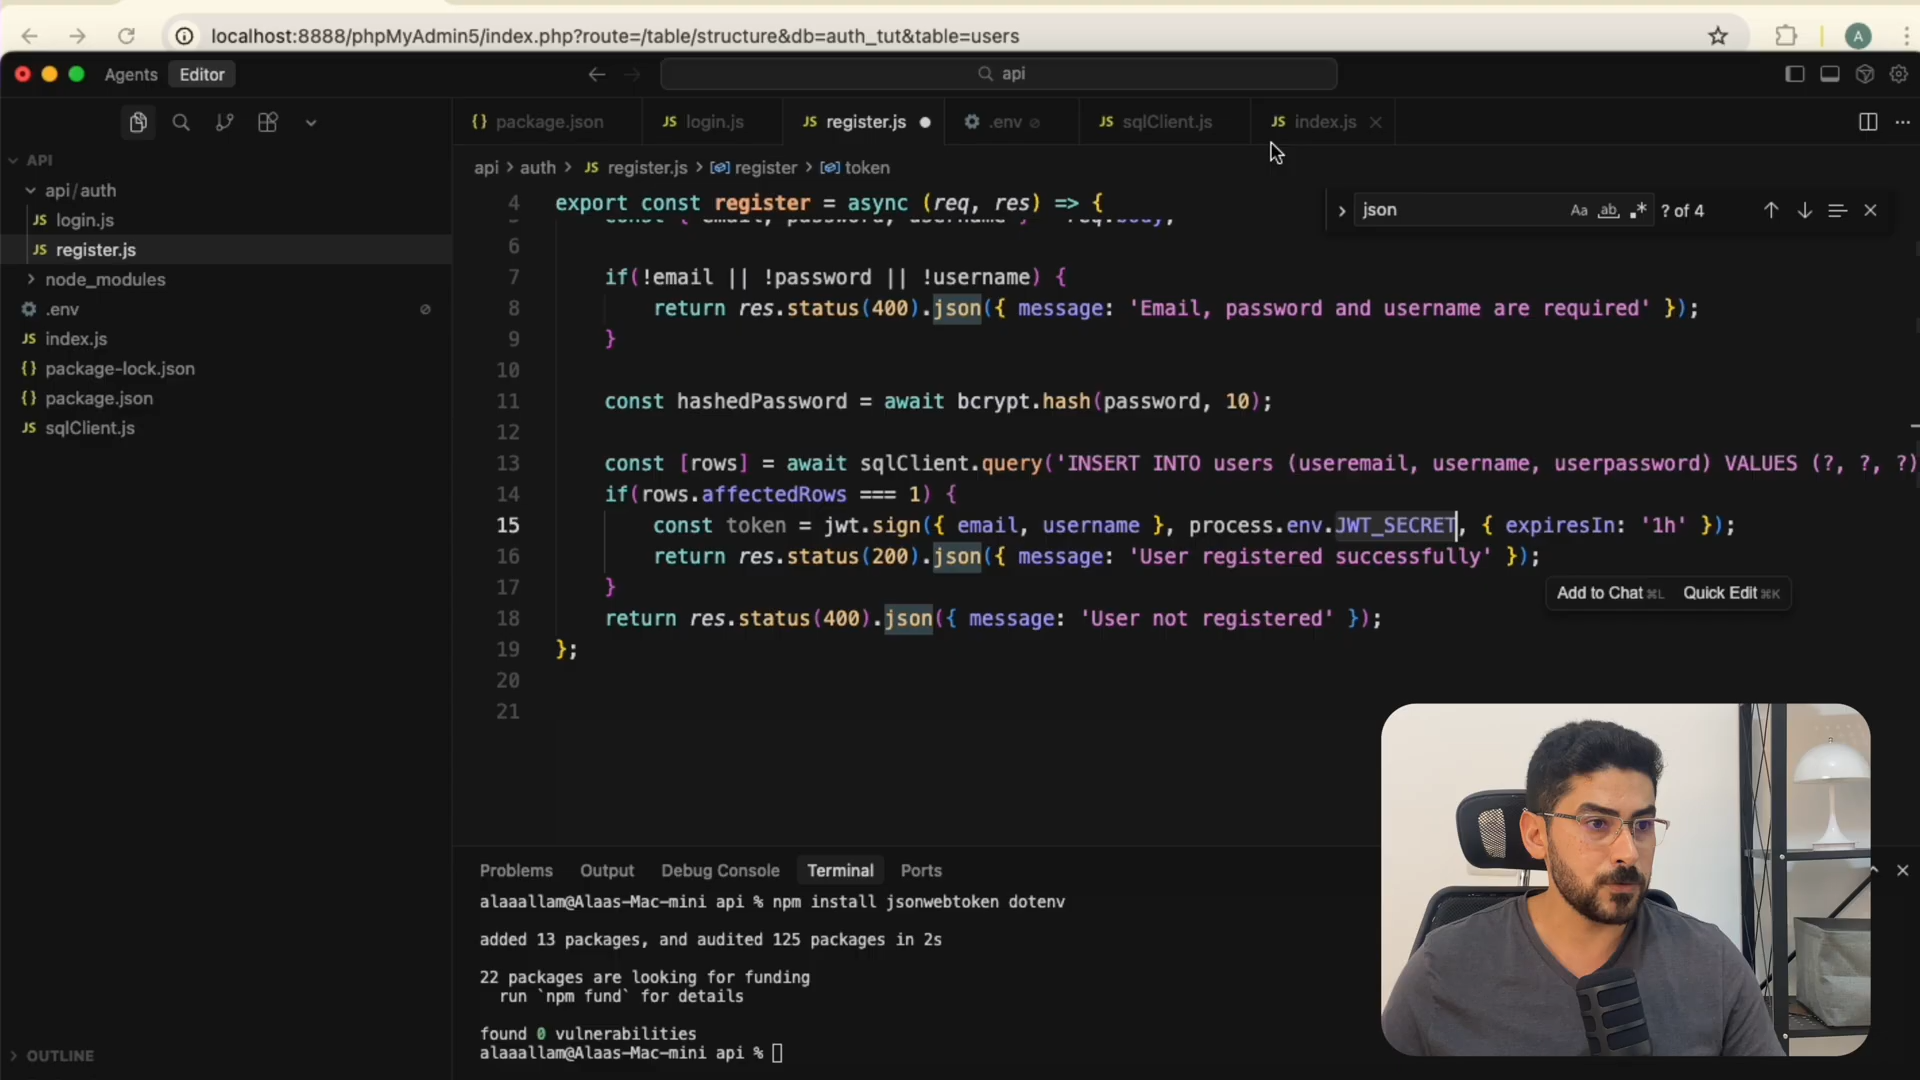 localhost:8888/phpMyAdmin5/index.php?route=/table/structure&db=auth_tut&table=users
A
Agents
Editor
api
package.json
login.js
register.js
.env
sqlClient.js
index.js
API
api/auth
login.js
register.js
node_modules
.env
index.js
package-lock.json
package.json
sqlClient.js
OUTLINE
api > auth > JS register.js > register > token
json
Aa
ab
? of 4
4 export const register = async (req, res) => {
const { email, password, username } = req.body;
6
7 if(!email || !password || !username) {
8 return res.status(400).json({ message: 'Email, password and username are required' });
9 }
10
11 const hashedPassword = await bcrypt.hash(password, 10);
12
13 const [rows] = await sqlClient.query('INSERT INTO users (useremail, username, userpassword) VALUES (?, ?, ?)
14 if(rows.affectedRows === 1) {
15 const token = jwt.sign({ email, username }, process.env.JWT_SECRET, { expiresIn: '1h' });
16 return res.status(200).json({ message: 'User registered successfully' });
17 }
Add to Chat ⌘L Quick Edit ⌘K
18 return res.status(400).json({ message: 'User not registered' });
19 };
20
21
Problems Output Debug Console Terminal Ports
alaaallam@Alaas-Mac-mini api % npm install jsonwebtoken dotenv
added 13 packages, and audited 125 packages in 2s
22 packages are looking for funding
run `npm fund` for details
found 0 vulnerabilities
alaaallam@Alaas-Mac-mini api %